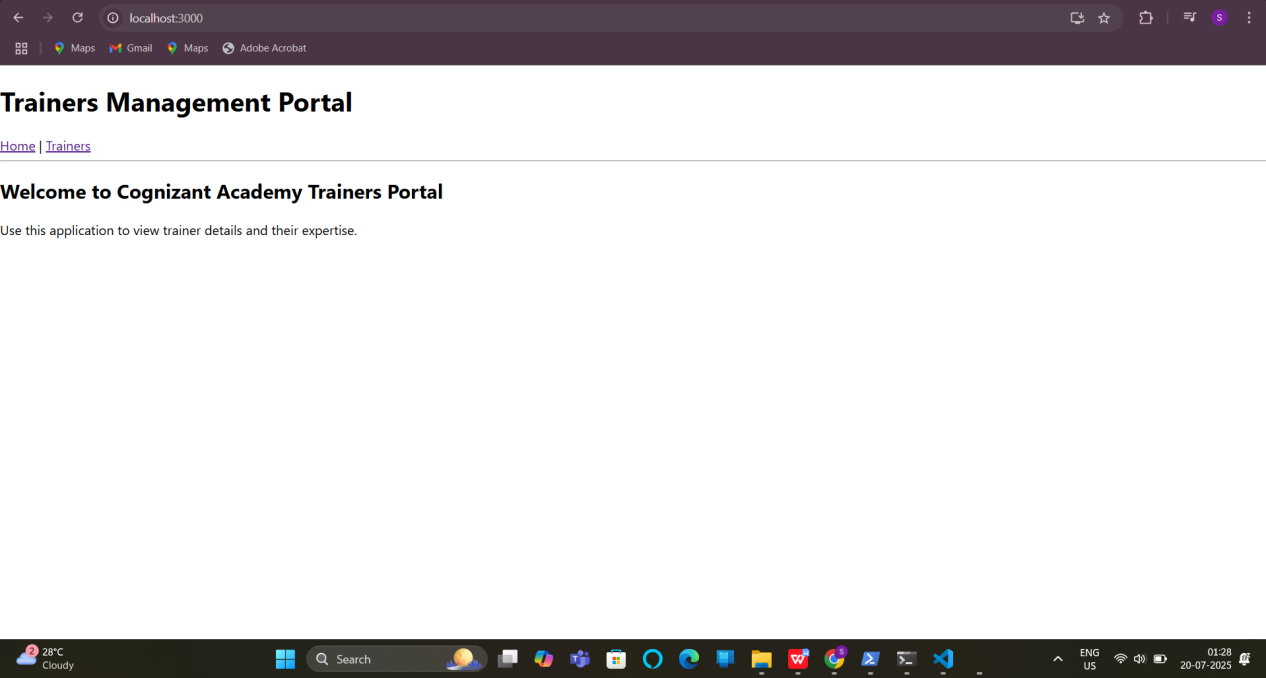 localhost:3000
S
Maps
Gmail
Maps
Adobe Acrobat
Trainers Management Portal
Home | Trainers
Welcome to Cognizant Academy Trainers Portal
Use this application to view trainer details and their expertise.
2
28°C
Cloudy
Search
T
W
S
ENG
US
01:28
20-07-2025